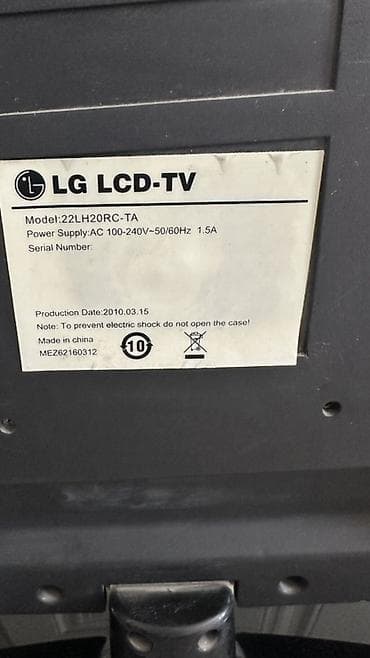 LG LCD-TV
Model:22LH20RC-TA
Power Supply:AC 100-240V~50/60Hz 1.5A
Serial Number:
Production Date:2010.03.15
Note: To prevent electric shock do not open the case!
Made in china
MEZ62160312
10